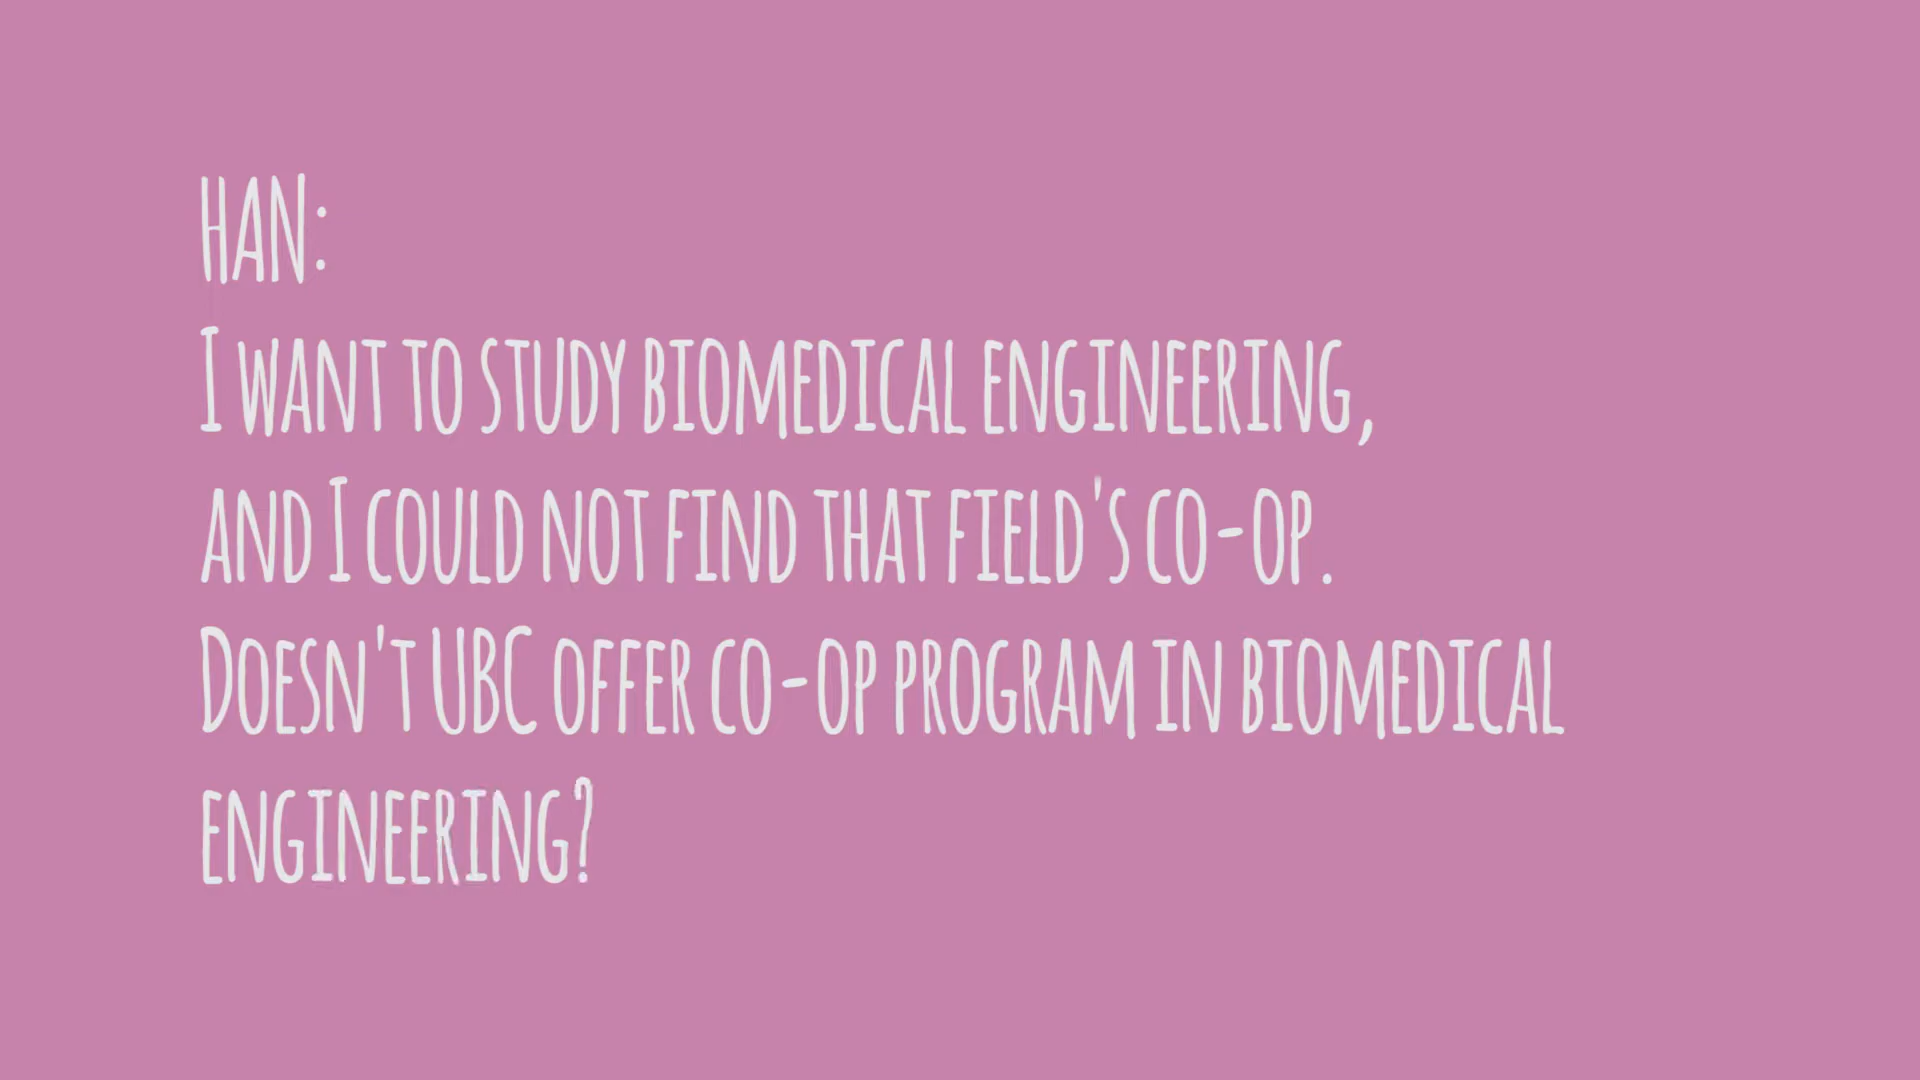 HAN:
I want to study biomedical engineering,
and I could not find that field's co-op.
Doesn't UBC offer co-op program in biomedical
engineering?